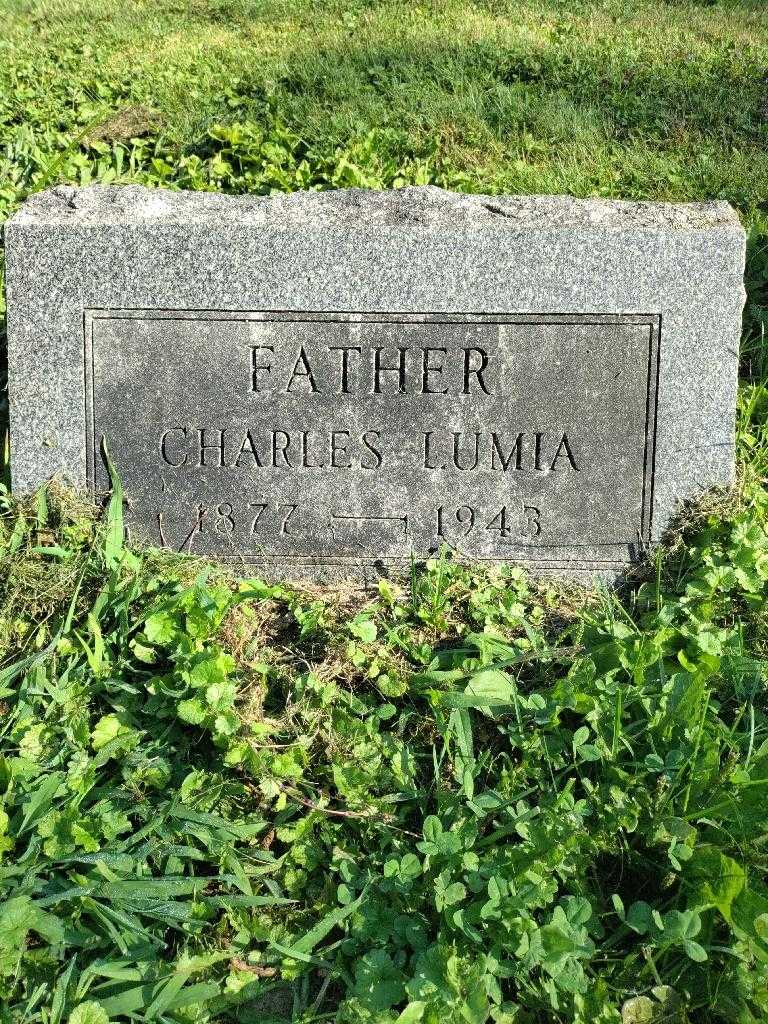 FATHER
CHARLES LUMIA
1877 — 1943